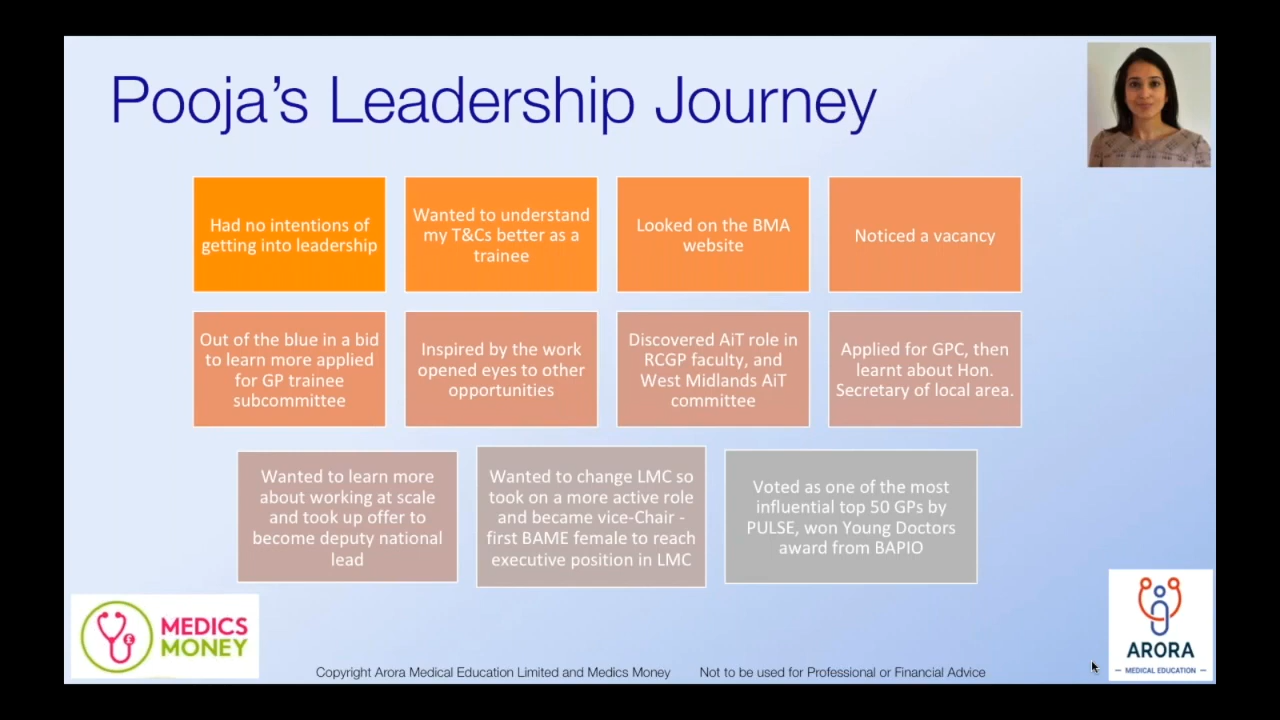 Pooja's Leadership Journey
Had no intentions of
getting into leadership
Wanted to understand
my T&Cs better as a
trainee
Looked on the BMA
website
Noticed a vacancy
Out of the blue in a bid
to learn more applied
for GP trainee
subcommittee
Inspired by the work
opened eyes to other
opportunities
Discovered AiT role in
RCGP faculty, and
West Midlands AiT
committee
Applied for GPC, then
learnt about Hon.
Secretary of local area.
Wanted to learn more
about working at scale
and took up offer to
become deputy national
lead
Wanted to change LMC so
took on a more active role
and became vice-Chair -
first BAME female to reach
executive position in LMC
Voted as one of the most
influential top 50 GPs by
PULSE, won Young Doctors
award from BAPIO
£
MEDICS
MONEY
Copyright Arora Medical Education Limited and Medics Money Not to be used for Professional or Financial Advice
ARORA
– MEDICAL EDUCATION –